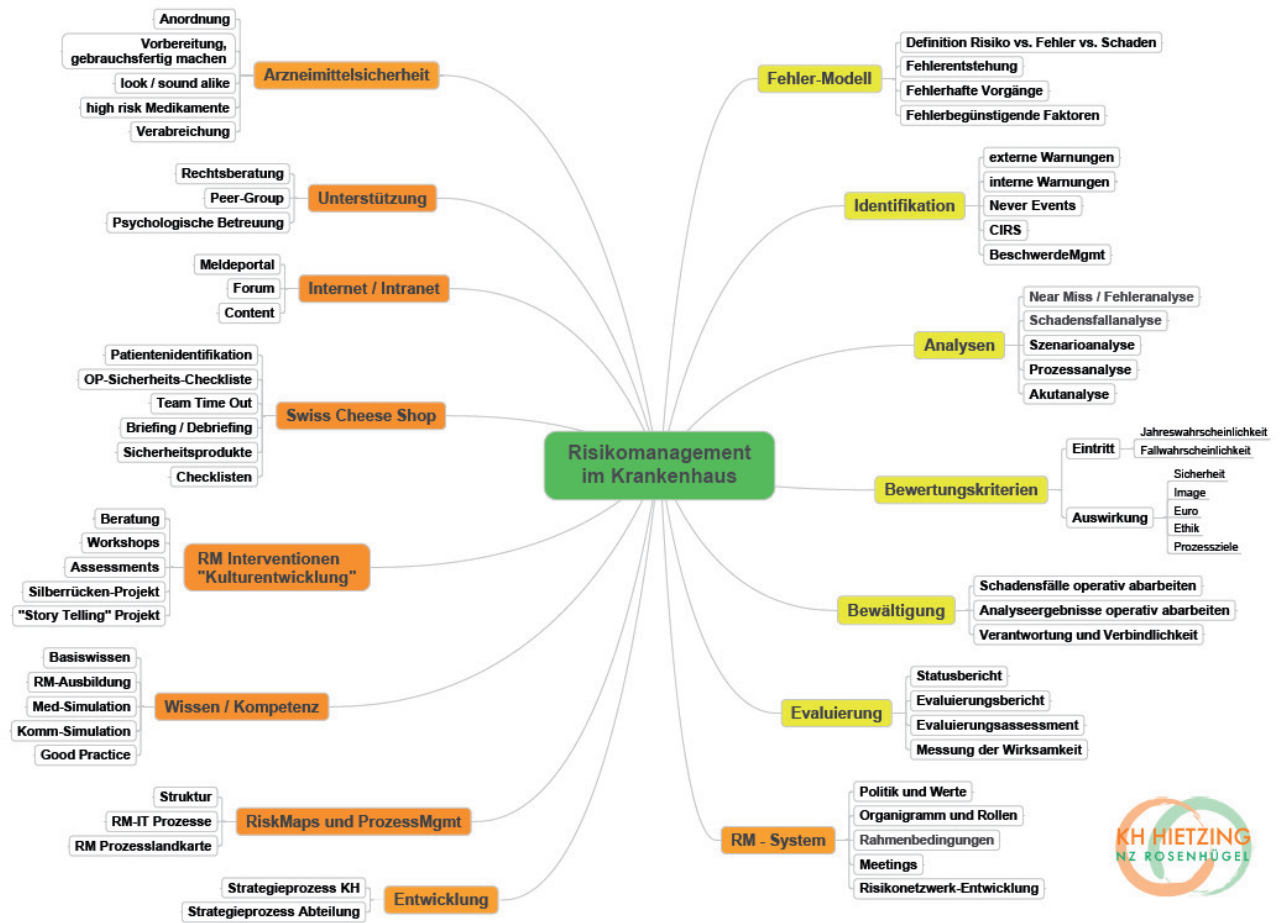 Risikomanagement
im Krankenhaus
Arzneimittelsicherheit
Anordnung
Vorbereitung,
gebrauchsfertig machen
look / sound alike
high risk Medikamente
Verabreichung
Unterstützung
Rechtsberatung
Peer-Group
Psychologische Betreuung
Internet / Intranet
Meldeportal
Forum
Content
Swiss Cheese Shop
Patientenidentifikation
OP-Sicherheits-Checkliste
Team Time Out
Briefing / Debriefing
Sicherheitsprodukte
Checklisten
RM Interventionen
"Kulturentwicklung"
Beratung
Workshops
Assessments
Silberrücken-Projekt
"Story Telling" Projekt
Wissen / Kompetenz
Basiswissen
RM-Ausbildung
Med-Simulation
Komm-Simulation
Good Practice
RiskMaps und ProzessMgmt
Struktur
RM-IT Prozesse
RM Prozesslandkarte
Entwicklung
Strategieprozess KH
Strategieprozess Abteilung
Fehler-Modell
Definition Risiko vs. Fehler vs. Schaden
Fehlerentstehung
Fehlerhafte Vorgänge
Fehlerbegünstigende Faktoren
Identifikation
externe Warnungen
interne Warnungen
Never Events
CIRS
BeschwerdeMgmt
Analysen
Near Miss / Fehleranalyse
Schadensfallanalyse
Szenarioanalyse
Prozessanalyse
Akutanalyse
Bewertungskriterien
Eintritt
Jahreswahrscheinlichkeit
Fallwahrscheinlichkeit
Auswirkung
Sicherheit
Image
Euro
Ethik
Prozessziele
Bewältigung
Schadensfälle operativ abarbeiten
Analyseergebnisse operativ abarbeiten
Verantwortung und Verbindlichkeit
Evaluierung
Statusbericht
Evaluierungsbericht
Evaluierungsassessment
Messung der Wirksamkeit
RM - System
Politik und Werte
Organigramm und Rollen
Rahmenbedingungen
Meetings
Risikonetzwerk-Entwicklung
KH HIETZING
NZ ROSENHÜGEL